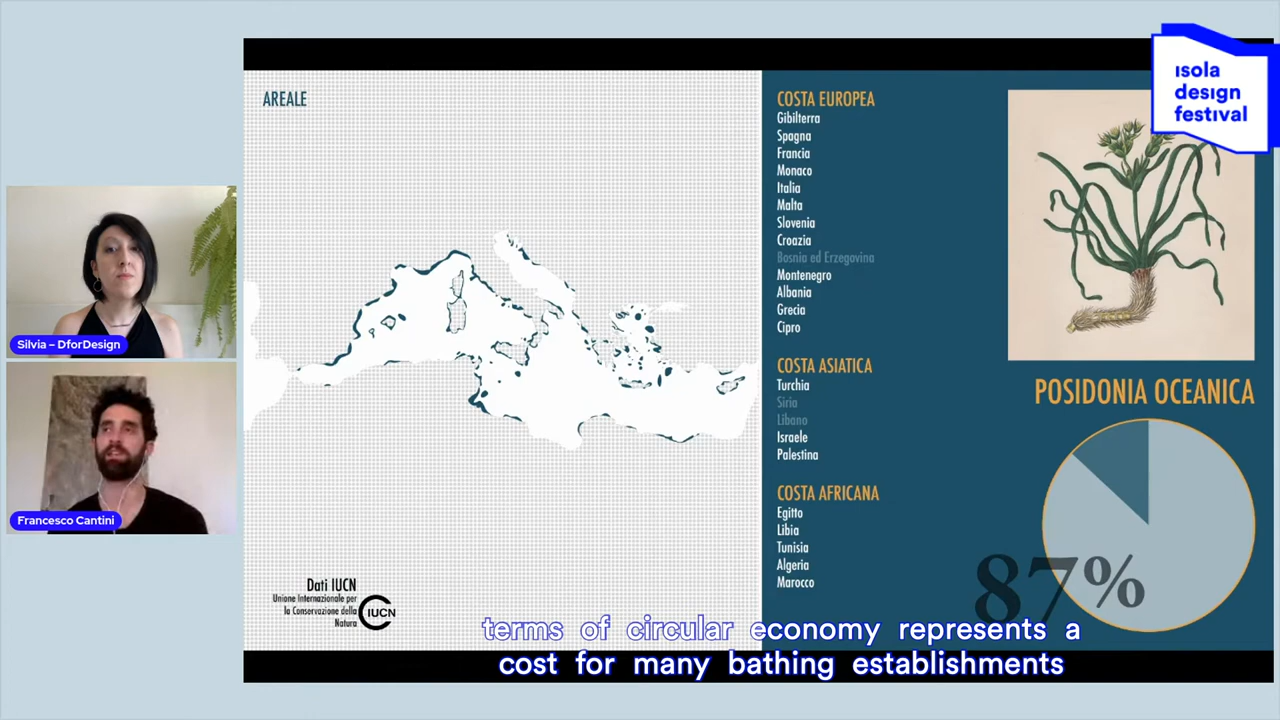 ısola
desıgn
festıval
AREALE
COSTA EUROPEA
Gibilterra
Spagna
Francia
Monaco
Italia
Malta
Slovenia
Croazia
Bosnia ed Erzegovina
Montenegro
Albania
Grecia
Cipro
COSTA ASIATICA
Turchia
Siria
Libano
Israele
Palestina
COSTA AFRICANA
Egitto
Libia
Tunisia
Algeria
Marocco
POSIDONIA OCEANICA
87%
Silvia – DforDesign
Francesco Cantini
Dati IUCN
Unione Internazionale per
la Conservazione della
Natura
IUCN
terms of circular economy represents a
cost for many bathing establishments